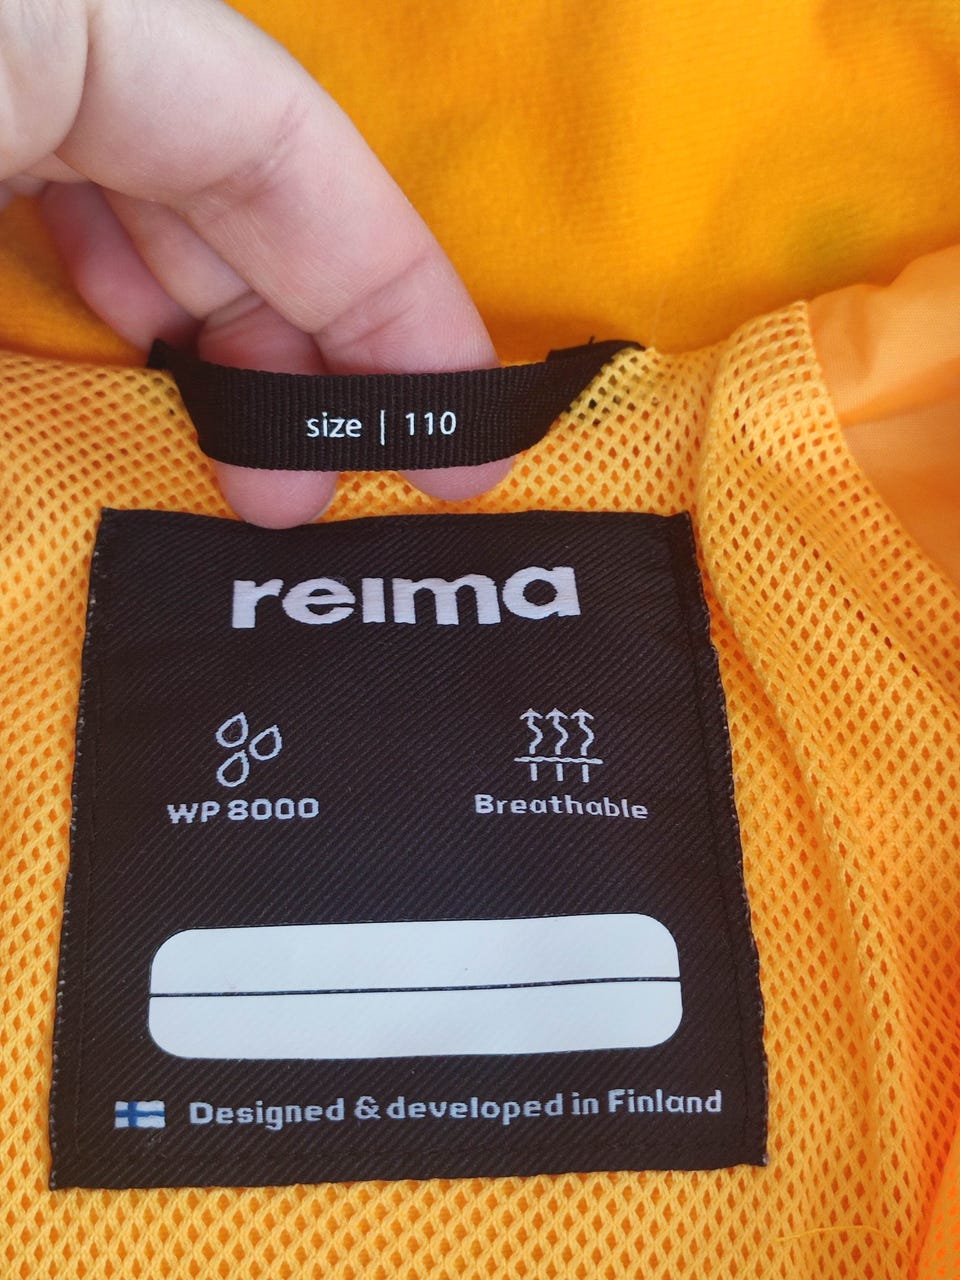 size | 110
reima
WP 8000
Breathable
Designed & developed in Finland